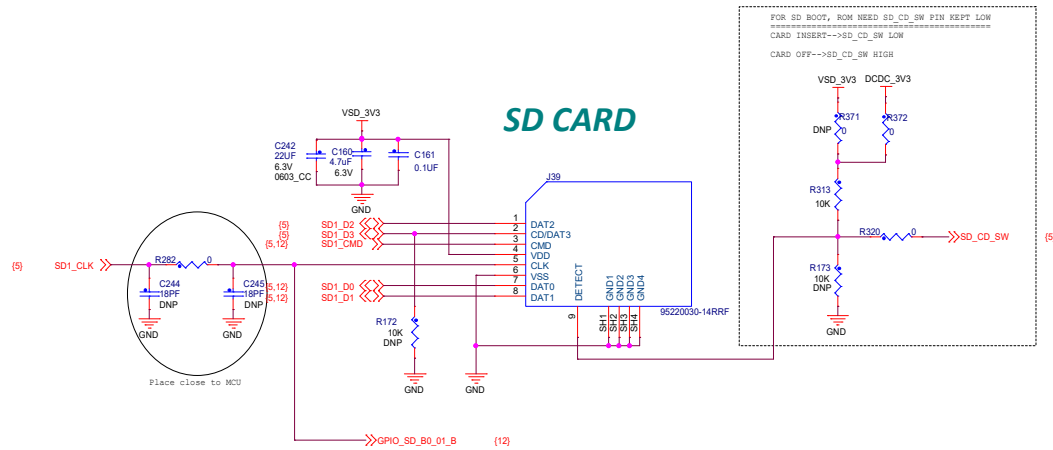 FOR SD BOOT, ROM NEED SD_CD_SW PIN KEPT LOW
==========================================
CARD INSERT-->SD_CD_SW LOW
CARD OFF-->SD_CD_SW HIGH
VSD_3V3
DCDC_3V3
R371
DNP
0
R372
0
R313
10K
R320
0
SD_CD_SW
{5
R173
10K
DNP
GND
SD CARD
VSD_3V3
C242
22UF
6.3V
0603_CC
C160
4.7uF
6.3V
C161
0.1UF
GND
J39
1
DAT2
2
CD/DAT3
3
CMD
4
VDD
5
CLK
6
VSS
7
DAT0
8
DAT1
DETECT
GND1
GND2
GND3
GND4
9
SH1
SH2
SH3
SH4
95220030-14RRF
{5}
SD1_D2
{5}
SD1_D3
{5,12}
SD1_CMD
{5}
SD1_CLK
R282
0
C244
18PF
DNP
GND
C245
18PF
DNP
GND
{5,12}
SD1_D0
{5,12}
SD1_D1
Place close to MCU
R172
10K
DNP
GND
GND
GPIO_SD_B0_01_B
{12}